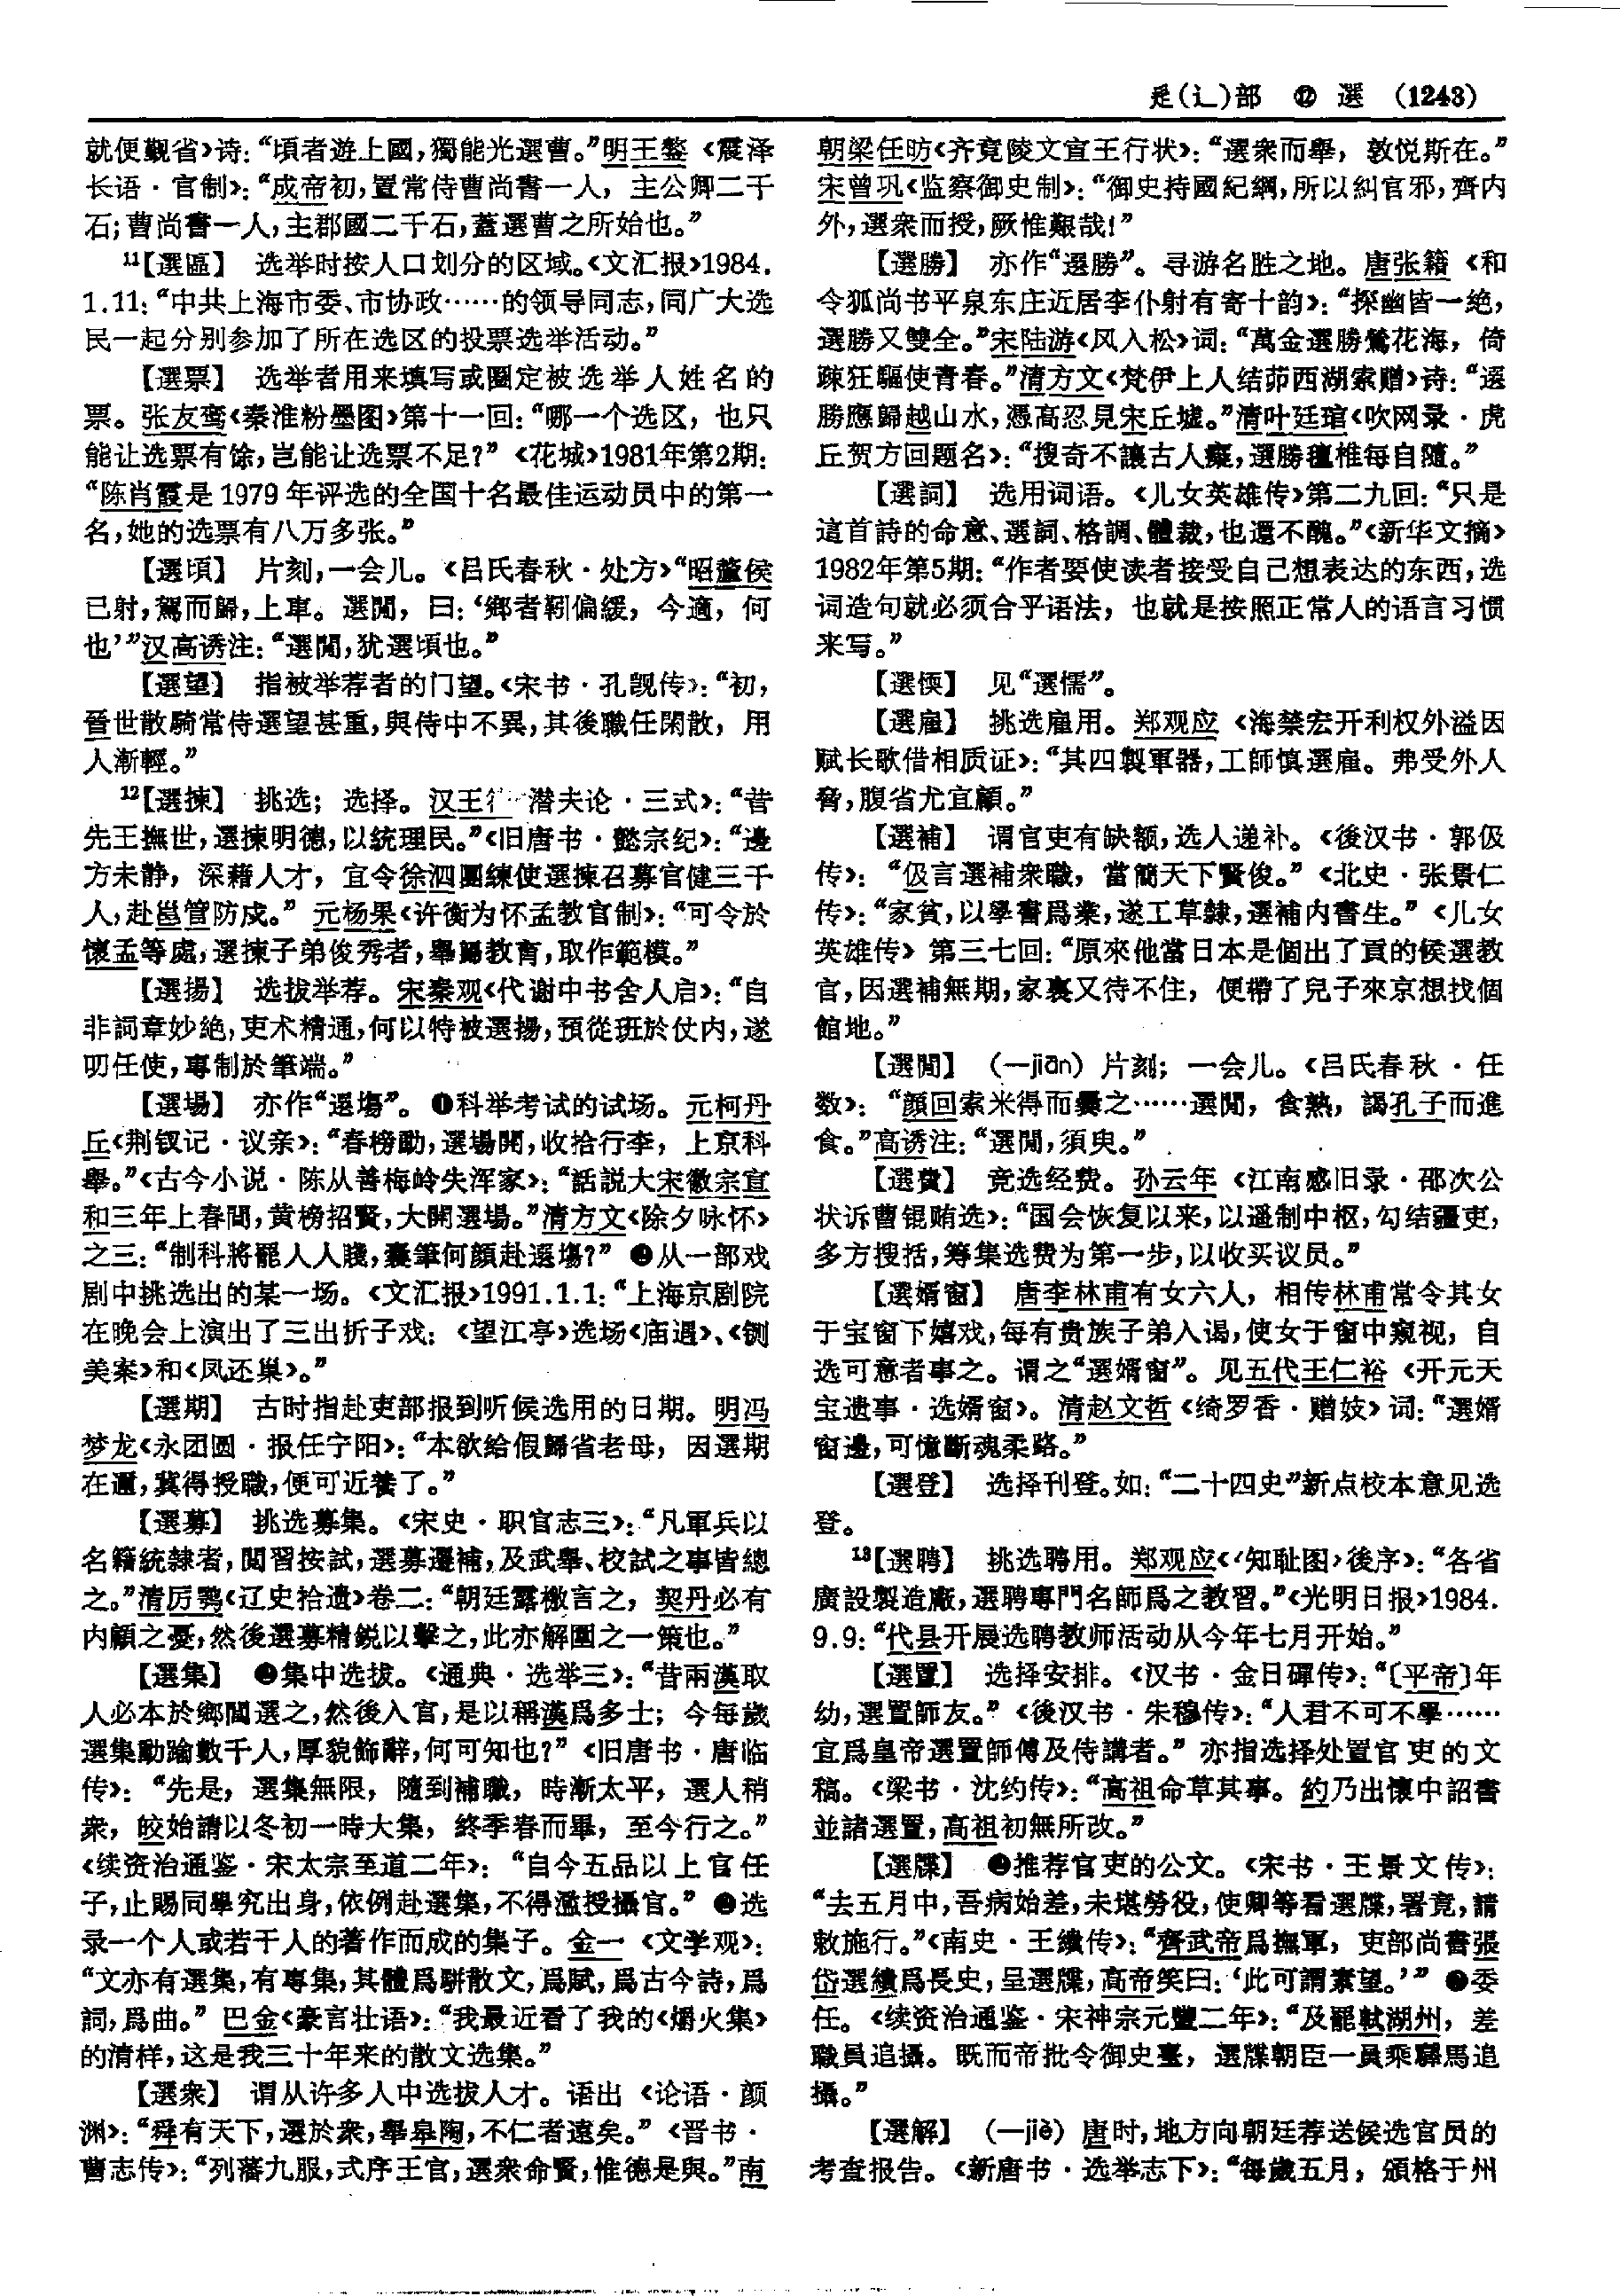 辵(辶)部 ⑫ 選 (1243)
就便觐省》诗:“頃者遊上國,獨能光選曹。”明王鏊《震泽
长语·官制》:“成帝初,置常侍曹尚書一人,主公卿二千
石;曹尚書一人,主郡國二千石,蓋選曹之所始也。”
11【選區】 选举时按人口划分的区域。《文汇报》1984.
1.11:“中共上海市委、市协政……的领导同志,同广大选
民一起分别参加了所在选区的投票选举活动。”
【選票】 选举者用来填写或圈定被选举人姓名的
票。张友鸾《秦淮粉墨图》第十一回:“哪一个选区,也只
能让选票有馀,岂能让选票不足?”《花城》1981年第2期:
“陈肖霞是1979年评选的全国十名最佳运动员中的第一
名,她的选票有八万多张。”
【選頃】 片刻,一会儿。《吕氏春秋·处方》“昭釐侯
已射,駕而歸,上車。選閒,曰:‘鄉者靷偏緩,今適,何
也’”汉高诱注:“選閒,犹選頃也。”
【選望】 指被举荐者的门望。《宋书·孔觊传》:“初,
晉世散騎常侍選望甚重,與侍中不異,其後職任閑散,用
人漸輕。”
12【選揀】 挑选;选择。汉王 潜夫论·三式》:“昔
先王撫世,選揀明德,以統理民。”《旧唐书·懿宗纪》:“邊
方未静,深藉人才,宜令徐泗團練使選揀召募官健三千
人,赴邕管防戍。”元杨果《许衡为怀孟教官制》:“可令於
懷孟等處,選揀子弟俊秀者,舉歸教育,取作範模。”
【選揚】 选拔举荐。宋秦观《代谢中书舍人启》:“自
非詞章妙絶,吏术精通,何以特被選揚,預從班於仗内,遂
叨任使,專制於筆端。”
【選場】 亦作“選塲”。❶科举考试的试场。元柯丹
丘《荆钗记·议亲》:“春榜動,選場開,收拾行李,上京科
舉。”《古今小说·陈从善梅岭失浑家》:“話説大宋徽宗宣
和三年上春間,黄榜招賢,大開選場。”清方文《除夕咏怀》
之三:“制科將罷人人賤,橐筆何顔赴選塲?”❷从一部戏
剧中挑选出的某一场。《文汇报》1991.1.1:“上海京剧院
在晚会上演出了三出折子戏:《望江亭》选场《庙遇》、《铡
美案》和《凤还巢》。”
【選期】 古时指赴吏部报到听候选用的日期。明冯
梦龙《永团圆·报任宁阳》:“本欲給假歸省老母,因選期
在邇,冀得授職,便可近養了。”
【選募】 挑选募集。《宋史·职官志三》:“凡軍兵以
名籍統隸者,閲習按試,選募遷補,及武舉、校試之事皆總
之。”清厉鹗《辽史拾遗》卷二:“朝廷露檄言之,契丹必有
内顧之憂,然後選募精鋭以擊之,此亦解圍之一策也。”
【選集】 ❶集中选拔。《通典·选举三》:“昔兩漢取
人必本於鄉閭選之,然後入官,是以稱漢爲多士;今每歲
選集動踰數千人,厚貌飾辭,何可知也?”《旧唐书·唐临
传》:“先是,選集無限,隨到補職,時漸太平,選人稍
衆,皎始請以冬初一時大集,終季春而畢,至今行之。”
《续资治通鉴·宋太宗至道二年》:“自今五品以上官任
子,止賜同學究出身,依例赴選集,不得濫授攝官。”❷选
录一个人或若干人的著作而成的集子。金一《文学观》:
“文亦有選集,有專集,其體爲駢散文,爲賦,爲古今詩,爲
詞,爲曲。”巴金《豪言壮语》:“我最近看了我的《爝火集》
的清样,这是我三十年来的散文选集。”
【選衆】 谓从许多人中选拔人才。语出《论语·颜
渊》:“舜有天下,選於衆,舉皋陶,不仁者遠矣。”《晋书·
曹志传》:“列藩九服,式序王官,選衆命賢,惟德是與。”南
朝梁任昉《齐竟陵文宣王行状》:“選衆而舉,敦悦斯在。”
宋曾巩《监察御史制》:“御史持國紀綱,所以糾官邪,齊内
外,選衆而授,厥惟艱哉!”
【選勝】 亦作“選勝”。寻游名胜之地。唐张籍《和
令狐尚书平泉东庄近居李仆射有寄十韵》:“探幽皆一绝,
選勝又雙全。”宋陆游《风入松》词:“萬金選勝鶯花海,倚
疎狂驅使青春。”清方文《梵伊上人结茆西湖索赠》诗:“選
勝應歸越山水,憑高忍見宋丘墟。”清叶廷琯《吹网录·虎
丘贺方回题名》:“搜奇不讓古人癡,選勝氊椎每自隨。”
【選詞】 选用词语。《儿女英雄传》第二九回:“只是
這首詩的命意、選詞、格調、體裁,也還不醜。”《新华文摘》
1982年第5期:“作者要使读者接受自己想表达的东西,选
词造句就必须合乎语法,也就是按照正常人的语言习惯
来写。”
【選愞】 见“選懦”。
【選雇】 挑选雇用。郑观应《海禁宏开利权外溢因
赋长歌借相质证》:“其四製軍器,工師慎選雇。弗受外人
脅,腹省尤宜顧。”
【選補】 谓官吏有缺额,选人递补。《後汉书·郭伋
传》:“伋言選補衆職,當簡天下賢俊。”《北史·张景仁
传》:“家貧,以學書爲業,遂工草隸,選補内書生。”《儿女
英雄传》第三七回:“原來他當日本是個出了貢的候選教
官,因選補無期,家裏又待不住,便帶了兒子來京想找個
館地。”
【選閒】 (—jiān)片刻;一会儿。《吕氏春秋·任
数》:“顔回索米得而爨之……選閒,食熟,謁孔子而進
食。”高诱注:“選閒,須臾。”
【選費】 竞选经费。孙云年《江南感旧录·邵次公
状诉曹锟贿选》:“国会恢复以来,以遥制中枢,勾结疆吏,
多方搜括,筹集选费为第一步,以收买议员。”
【選婿窗】 唐李林甫有女六人,相传林甫常令其女
于宝窗下嬉戏,每有贵族子弟入谒,使女于窗中窥视,自
选可意者事之。谓之“選婿窗”。见五代王仁裕《开元天
宝遗事·选婿窗》。清赵文哲《绮罗香·赠妓》词:“選婿
窗邊,可憶斷魂柔路。”
【選登】 选择刊登。如:“二十四史”新点校本意见选
登。
13【選聘】 挑选聘用。郑观应《〈知耻图〉後序》:“各省
廣設製造廠,選聘專門名師爲之教習。”《光明日报》1984.
9.9:“代县开展选聘教师活动从今年七月开始。”
【選置】 选择安排。《汉书·金日磾传》:“〔平帝〕年
幼,選置師友。”《後汉书·朱穆传》:“人君不可不學……
宜爲皇帝選置師傅及侍講者。”亦指选择处置官吏的文
稿。《梁书·沈约传》:“高祖命草其事。約乃出懷中詔書
並諸選置,高祖初無所改。”
【選牒】 ❶推荐官吏的公文。《宋书·王景文传》:
“去五月中,吾病始差,未堪勞役,使卿等看選牒,署竟,請
敕施行。”《南史·王缋传》:“齊武帝爲撫軍,吏部尚書張
岱選繢爲長史,呈選牒,高帝笑曰:‘此可謂素望。’”❷委
任。《续资治通鉴·宋神宗元豐二年》:“及罷軾湖州,差
職員追攝。既而帝批令御史臺,選牒朝臣一員乘驛馬追
攝。”
【選解】 (—jiè)唐时,地方向朝廷荐送候选官员的
考查报告。《新唐书·选举志下》:“每歲五月,頒格于州